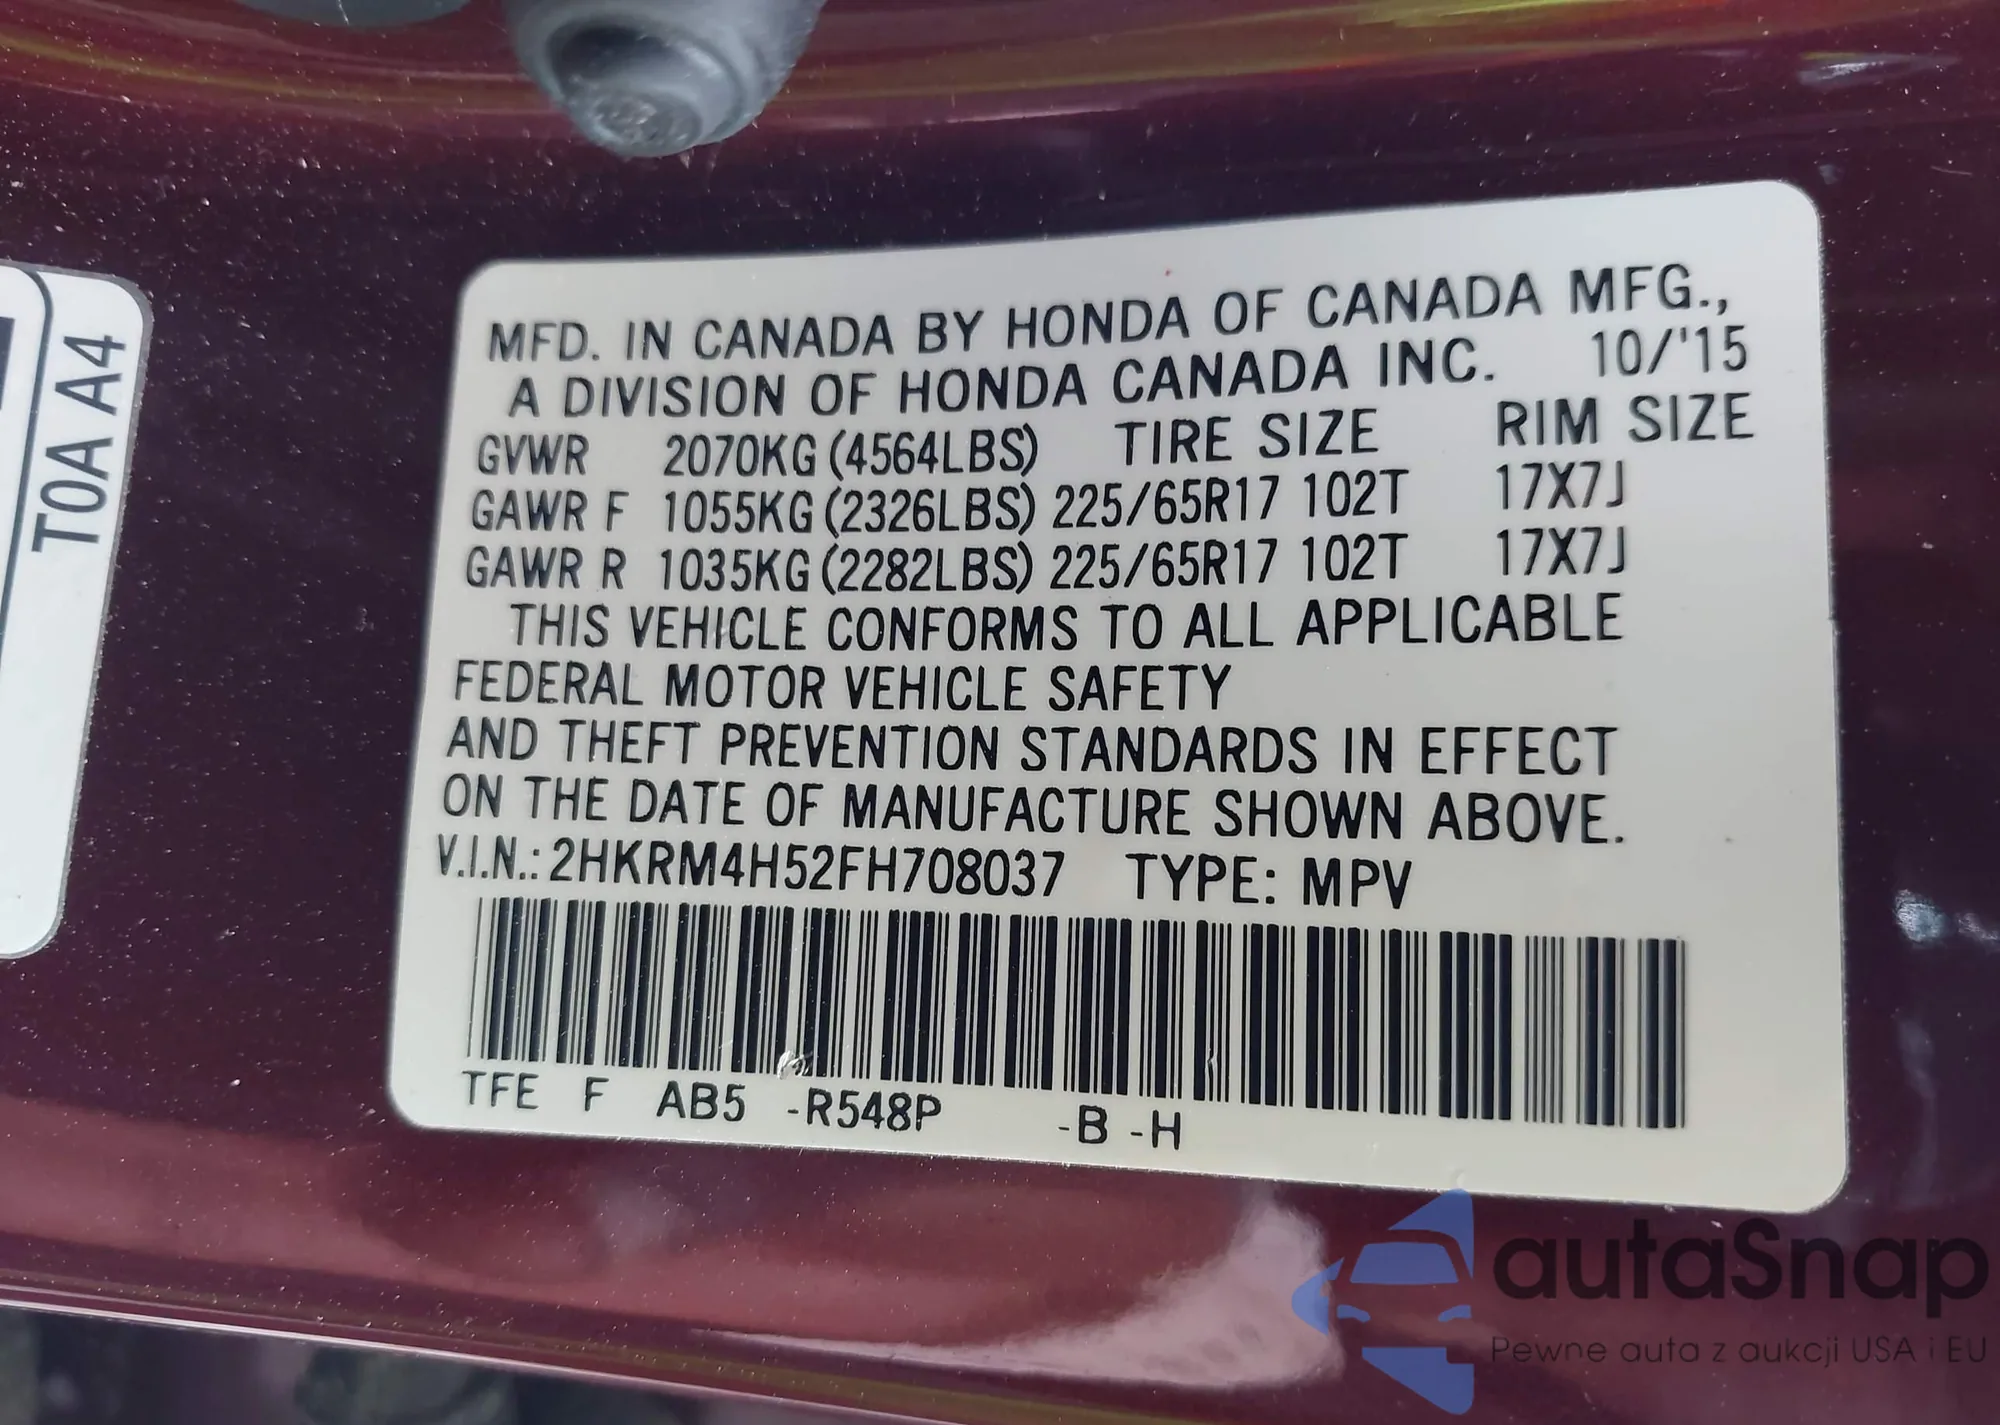 T0A A4
MFD. IN CANADA BY HONDA OF CANADA MFG.,
A DIVISION OF HONDA CANADA INC. 10/'15
GVWR 2070KG (4564LBS) TIRE SIZE RIM SIZE
GAWR F 1055KG (2326LBS) 225/65R17 102T 17X7J
GAWR R 1035KG (2282LBS) 225/65R17 102T 17X7J
THIS VEHICLE CONFORMS TO ALL APPLICABLE
FEDERAL MOTOR VEHICLE SAFETY
AND THEFT PREVENTION STANDARDS IN EFFECT
ON THE DATE OF MANUFACTURE SHOWN ABOVE.
V.I.N.: 2HKRM4H52FH708037 TYPE: MPV
TFE F AB5 -R548P -B -H
autaSnap
Pewne auta z aukcji USA i EU